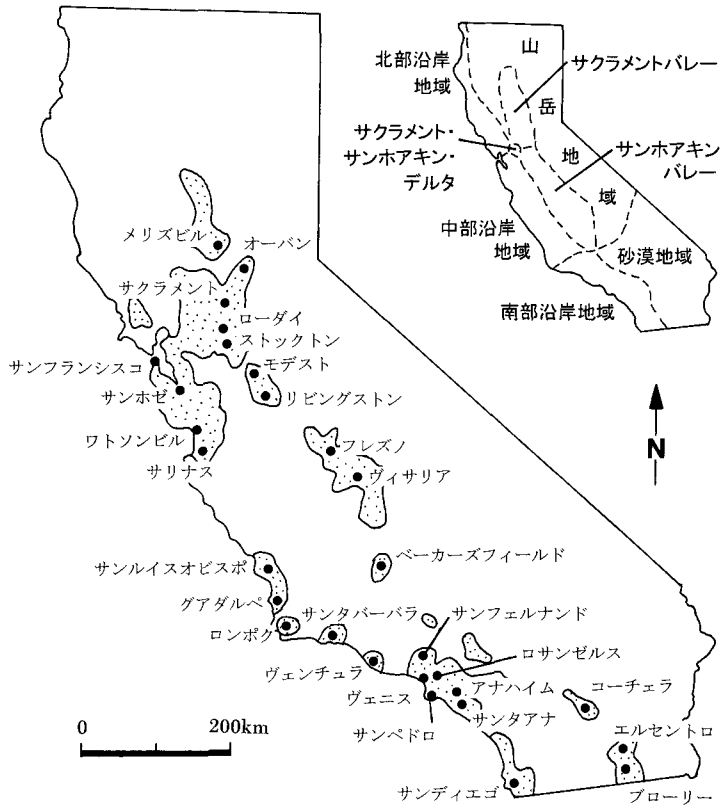 北部沿岸
地域
山
岳
地
域
サクラメントバレー
サクラメント・
サンホアキン・
デルタ
サンホアキン
バレー
中部沿岸
地域
砂漠地域
南部沿岸地域
N
メリズビル
オーバン
サクラメント
ローダイ
ストックトン
サンフランシスコ
モデスト
サンホゼ
リビングストン
ワトソンビル
サリナス
フレズノ
ヴィサリア
サンルイスオビスポ
ベーカーズフィールド
グアダルペ
サンタバーバラ
サンフェルナンド
ロンポク
ロサンゼルス
ヴェンチュラ
アナハイム
コーチェラ
ヴェニス
サンタアナ
サンペドロ
エルセントロ
サンディエゴ
ブローリー
0 200km